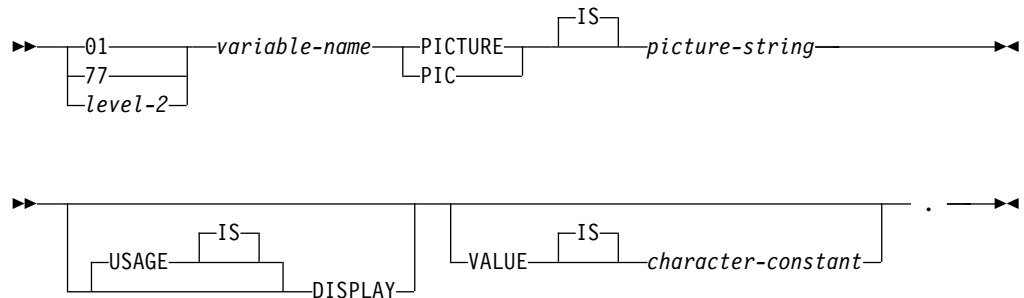 IS
01 variable-name PICTURE picture-string
77 PIC
level-2
.
IS IS
USAGE VALUE character-constant
DISPLAY